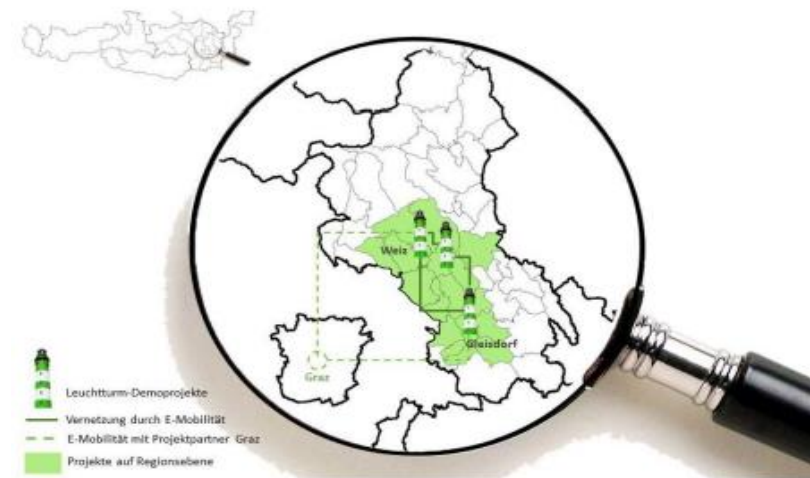 Weiz
Gleisdorf
Graz
Leuchtturm-Demoprojekte
Vernetzung durch E-Mobilität
E-Mobilität mit Projektpartner Graz
Projekte auf Regionsebene